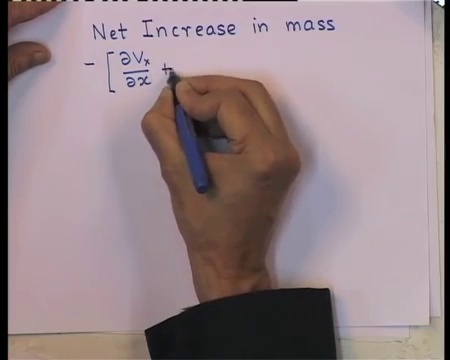 Net Increase in mass
- [ ∂Vx/∂x +